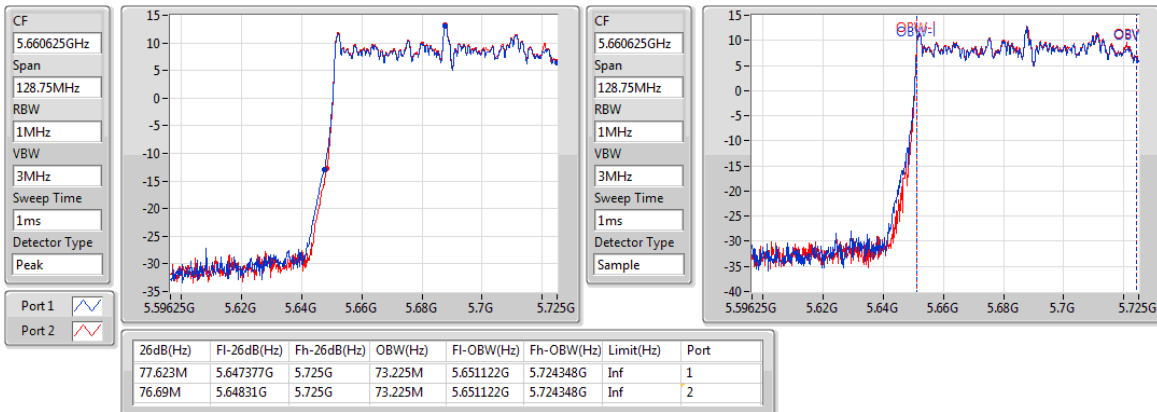 CF
5.660625GHz
Span
128.75MHz
RBW
1MHz
VBW
3MHz
Sweep Time
1ms
Detector Type
Peak
Port 1
Port 2
15
10
5
0
-5
-10
-15
-20
-25
-30
-35
5.59625G 5.62G 5.64G 5.66G 5.68G 5.7G 5.725G
CF
5.660625GHz
Span
128.75MHz
RBW
1MHz
VBW
3MHz
Sweep Time
1ms
Detector Type
Sample
15
10
5
0
-5
-10
-15
-20
-25
-30
-35
-40
OBW-l
OBW
5.59625G 5.62G 5.64G 5.66G 5.68G 5.7G 5.725G
26dB(Hz) Fl-26dB(Hz) Fh-26dB(Hz) OBW(Hz) Fl-OBW(Hz) Fh-OBW(Hz) Limit(Hz) Port
77.623M 5.647377G 5.725G 73.225M 5.651122G 5.724348G Inf 1
76.69M 5.64831G 5.725G 73.225M 5.651122G 5.724348G Inf 2